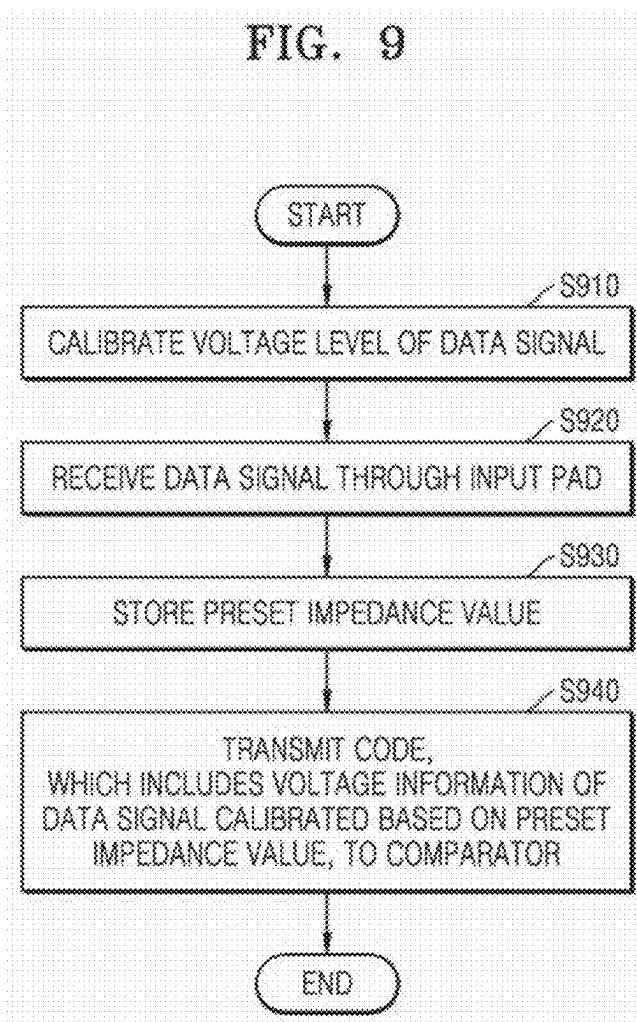 FIG. 9
START
S910
CALIBRATE VOLTAGE LEVEL OF DATA SIGNAL
S920
RECEIVE DATA SIGNAL THROUGH INPUT PAD
S930
STORE PRESET IMPEDANCE VALUE
S940
TRANSMIT CODE,
WHICH INCLUDES VOLTAGE INFORMATION OF
DATA SIGNAL CALIBRATED BASED ON PRESET
IMPEDANCE VALUE, TO COMPARATOR
END